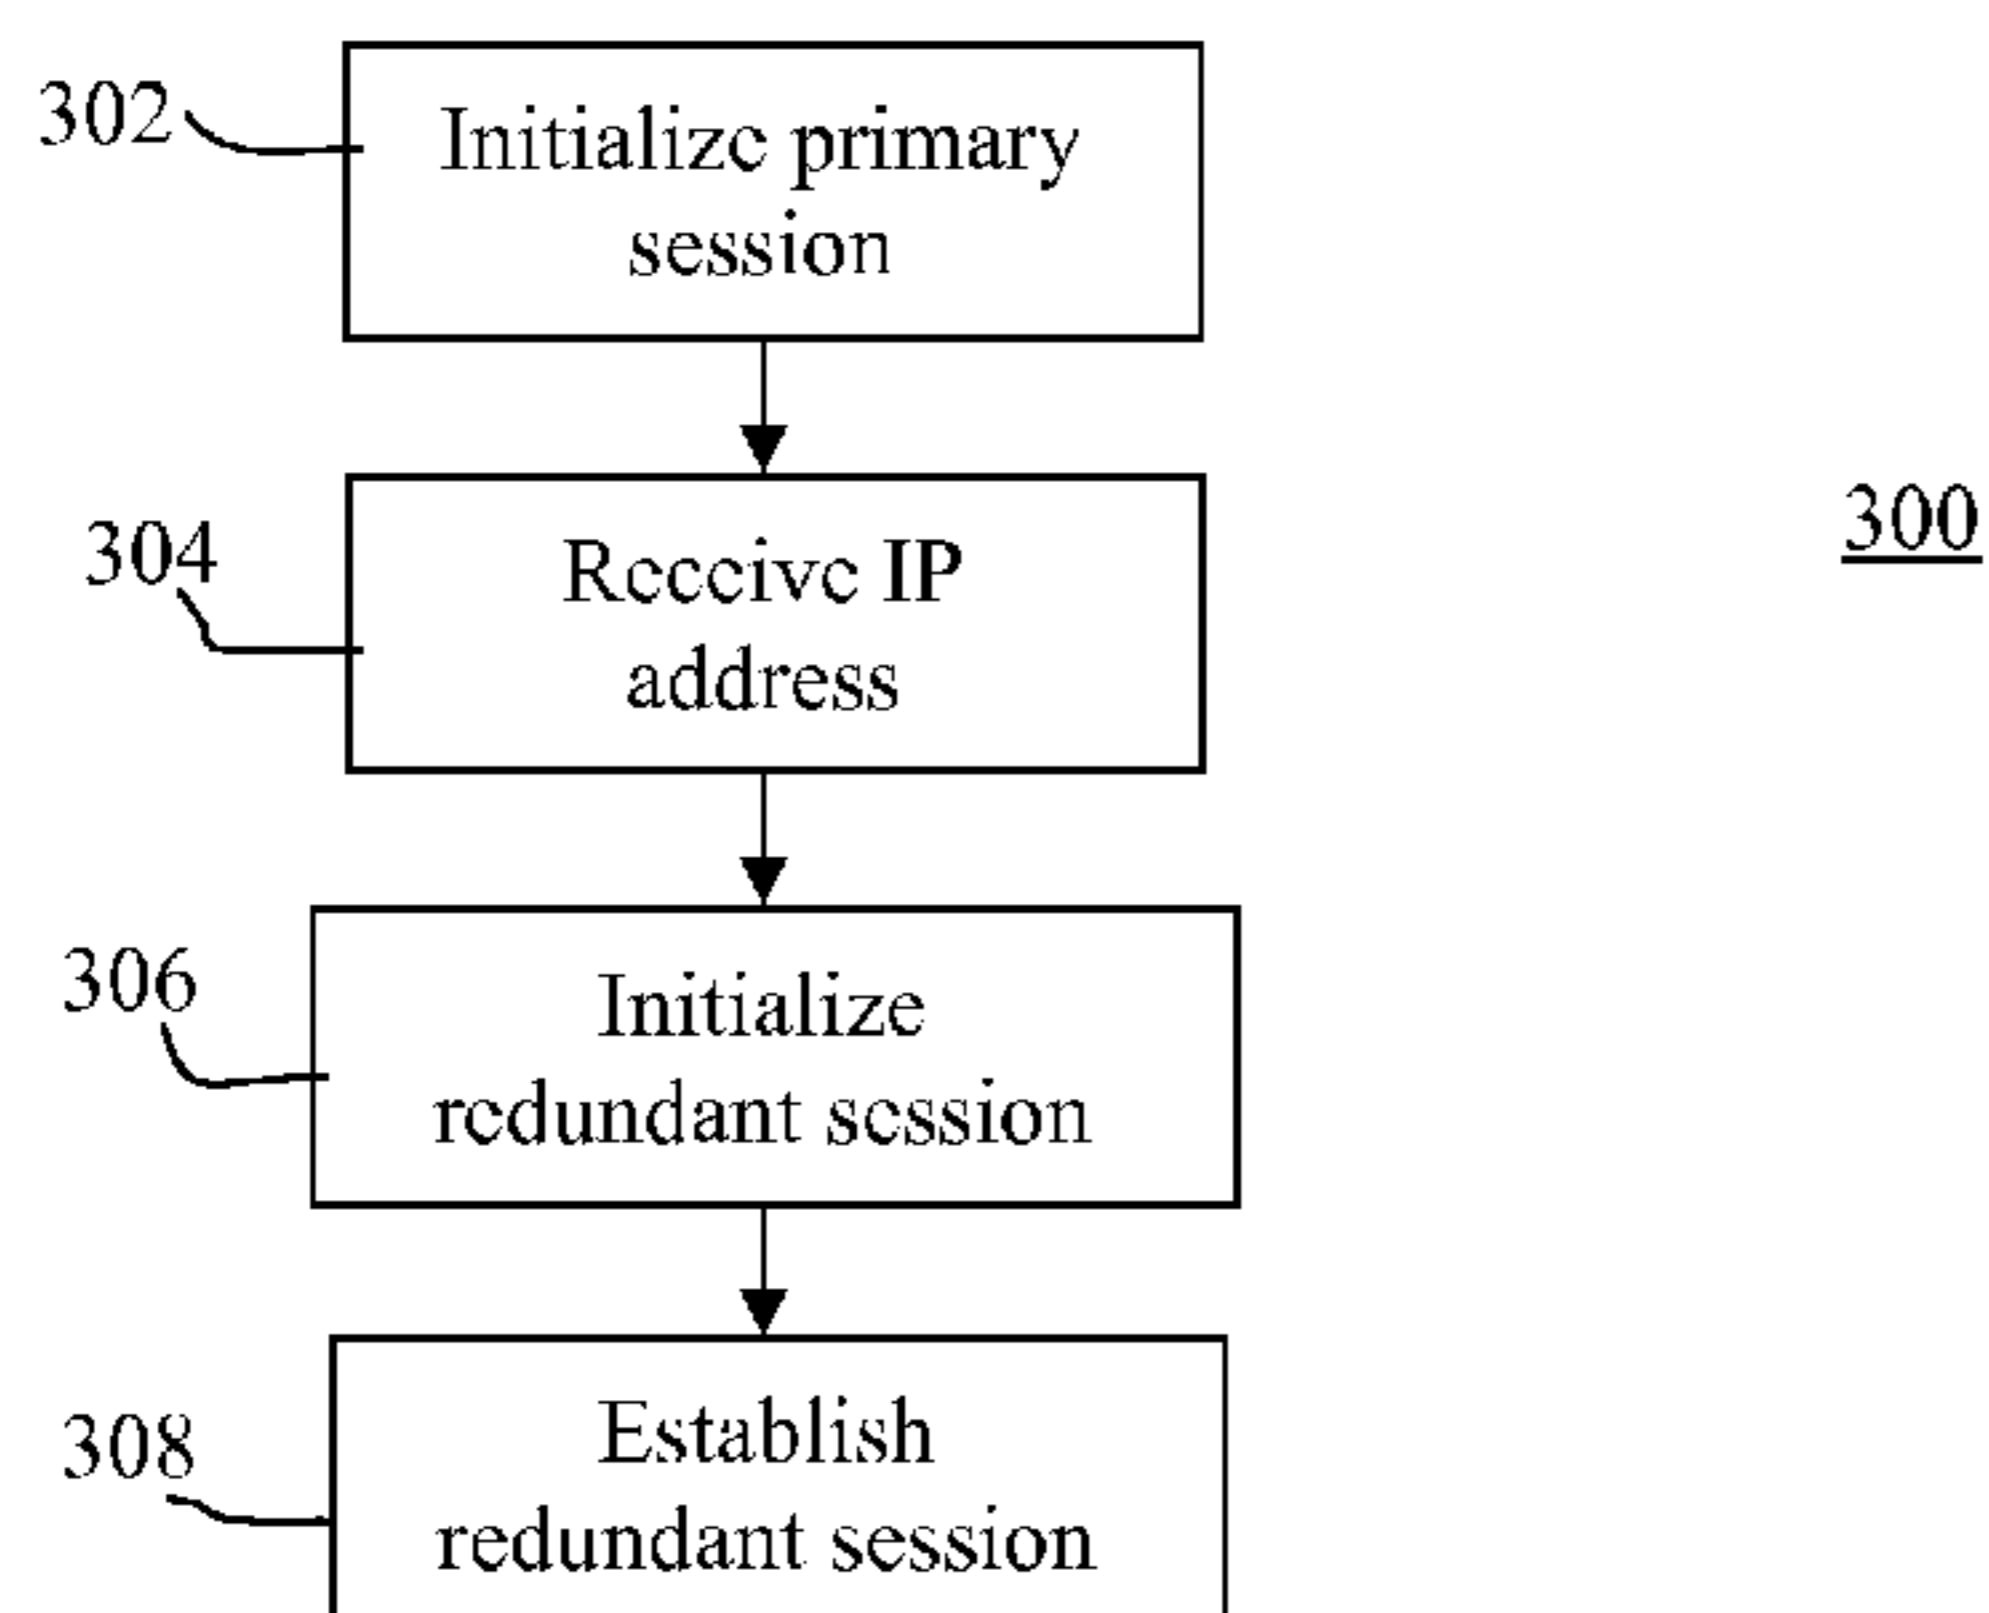 302
Initialize primary
session
304
Receive IP
address
300
306
Initialize
redundant session
308
Establish
redundant session